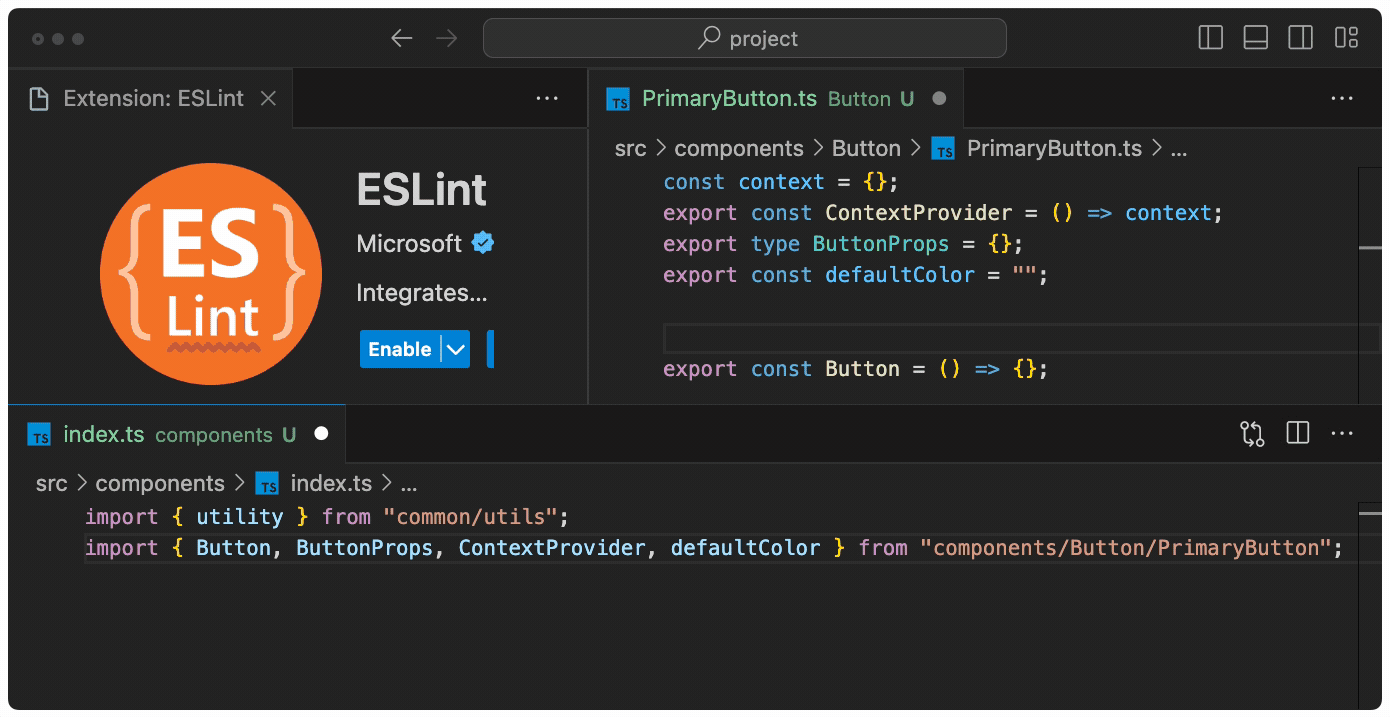 project
Extension: ESLint
ES
Lint
ESLint
Microsoft
Integrates...
Enable
TS PrimaryButton.ts Button U
src > components > Button > TS PrimaryButton.ts > ...
const context = {};
export const ContextProvider = () => context;
export type ButtonProps = {};
export const defaultColor = "";
export const Button = () => {};
TS index.ts components U
src > components > TS index.ts > ...
import { utility } from "common/utils";
import { Button, ButtonProps, ContextProvider, defaultColor } from "components/Button/PrimaryButton";